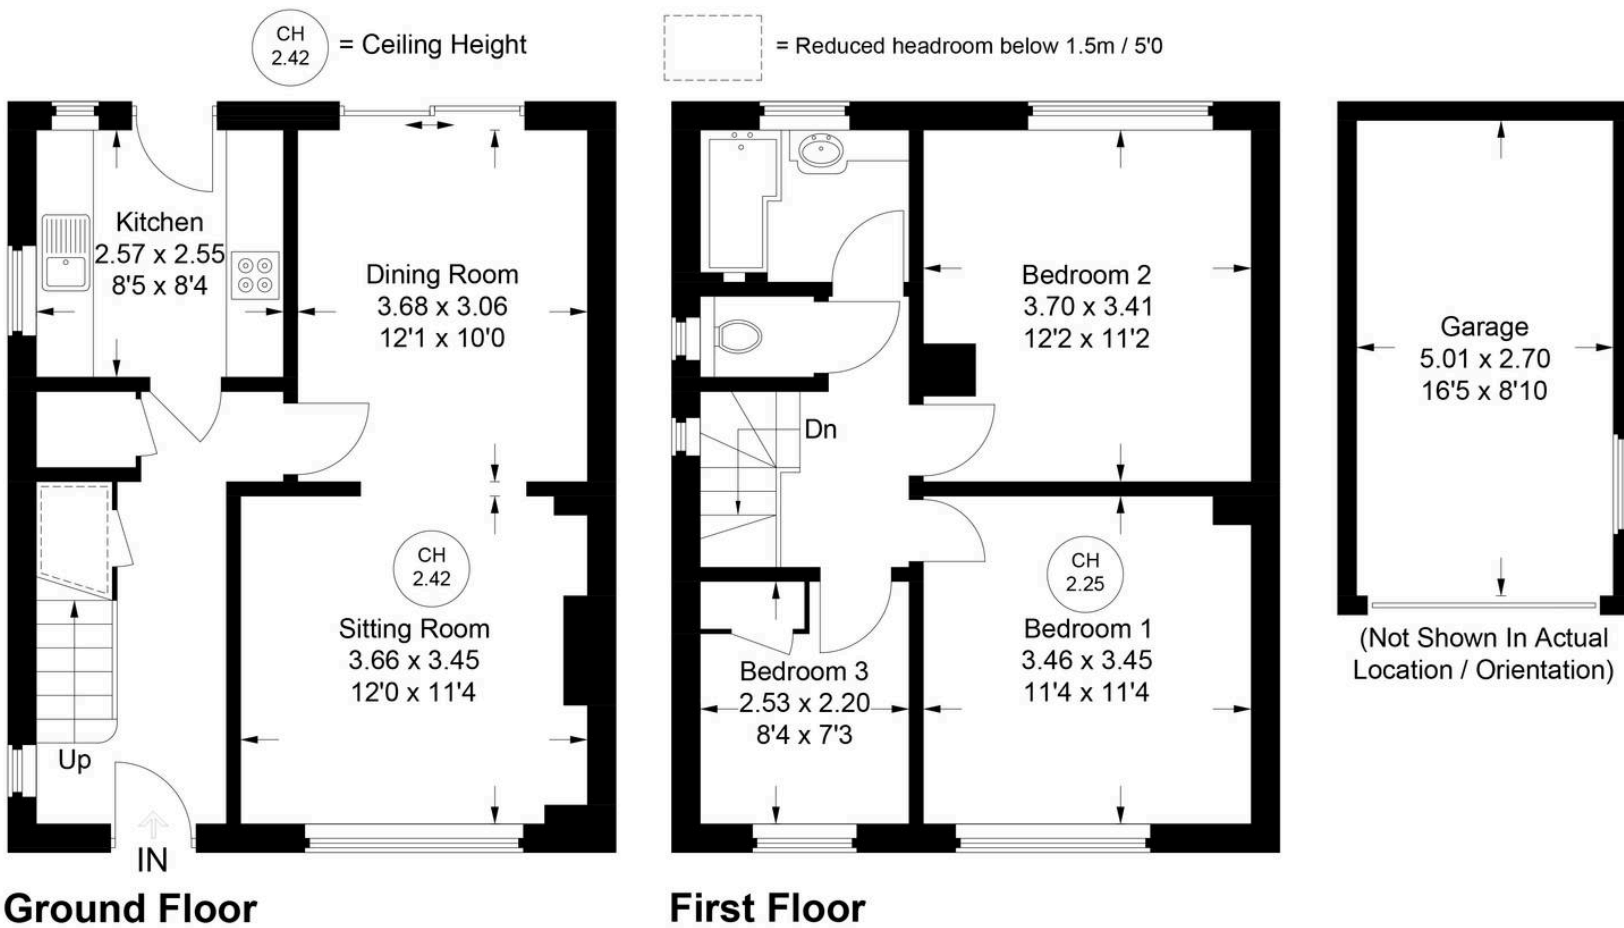 CH
2.42
= Ceiling Height
= Reduced headroom below 1.5m / 5'0
Kitchen
2.57 x 2.55
8'5 x 8'4
Dining Room
3.68 x 3.06
12'1 x 10'0
CH
2.42
Sitting Room
3.66 x 3.45
12'0 x 11'4
Up
IN
Ground Floor
Bedroom 2
3.70 x 3.41
12'2 x 11'2
Dn
CH
2.25
Bedroom 1
3.46 x 3.45
11'4 x 11'4
Bedroom 3
2.53 x 2.20
8'4 x 7'3
First Floor
Garage
5.01 x 2.70
16'5 x 8'10
(Not Shown In Actual
Location / Orientation)